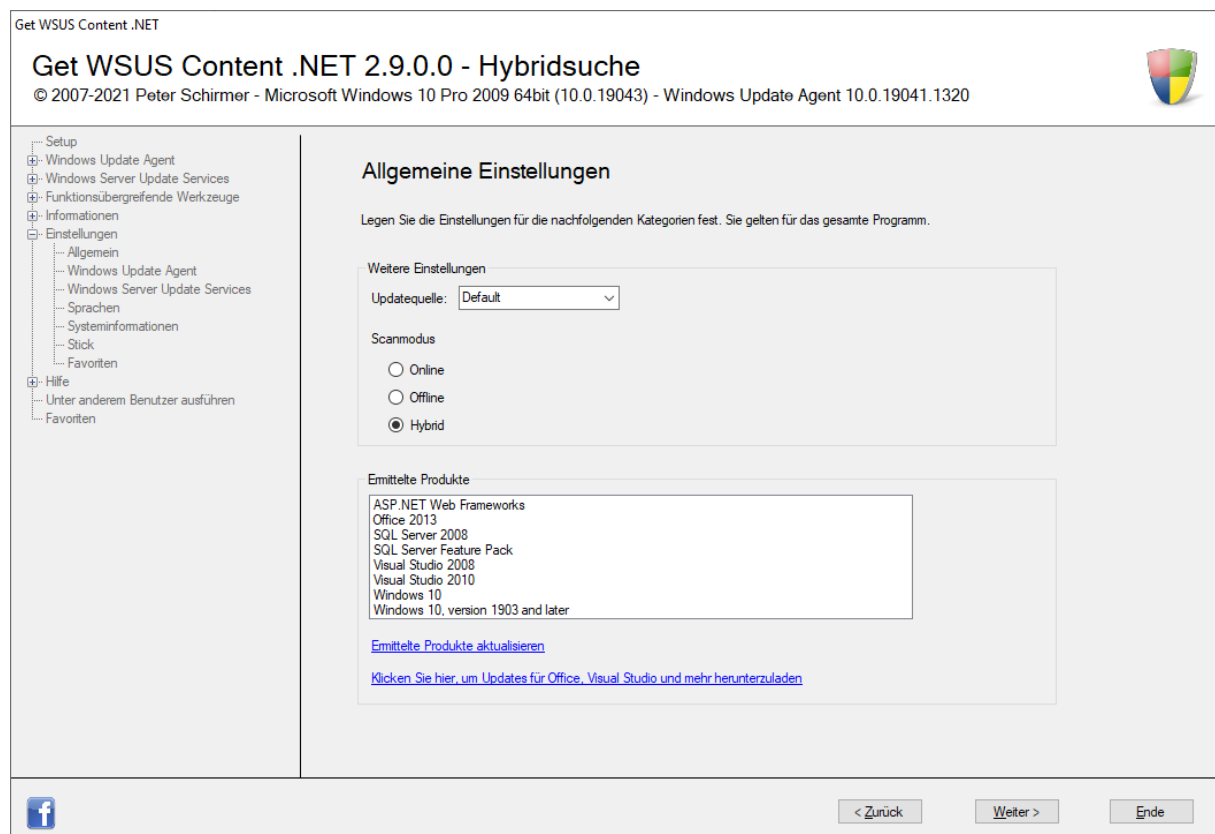 Get WSUS Content .NET
Get WSUS Content .NET 2.9.0.0 - Hybridsuche
© 2007-2021 Peter Schirmer - Microsoft Windows 10 Pro 2009 64bit (10.0.19043) - Windows Update Agent 10.0.19041.1320
Setup
Windows Update Agent
Windows Server Update Services
Funktionsübergreifende Werkzeuge
Informationen
Einstellungen
Allgemein
Windows Update Agent
Windows Server Update Services
Sprachen
Systeminformationen
Stick
Favoriten
Hilfe
Unter anderem Benutzer ausführen
Favoriten
Allgemeine Einstellungen
Legen Sie die Einstellungen für die nachfolgenden Kategorien fest. Sie gelten für das gesamte Programm.
Weitere Einstellungen
Updatequelle: Default
Scanmodus
Online
Offline
Hybrid
Ermittelte Produkte
ASP.NET Web Frameworks
Office 2013
SQL Server 2008
SQL Server Feature Pack
Visual Studio 2008
Visual Studio 2010
Windows 10
Windows 10, version 1903 and later
Ermittelte Produkte aktualisieren
Klicken Sie hier, um Updates für Office, Visual Studio und mehr herunterzuladen
f
< Zurück
Weiter >
Ende